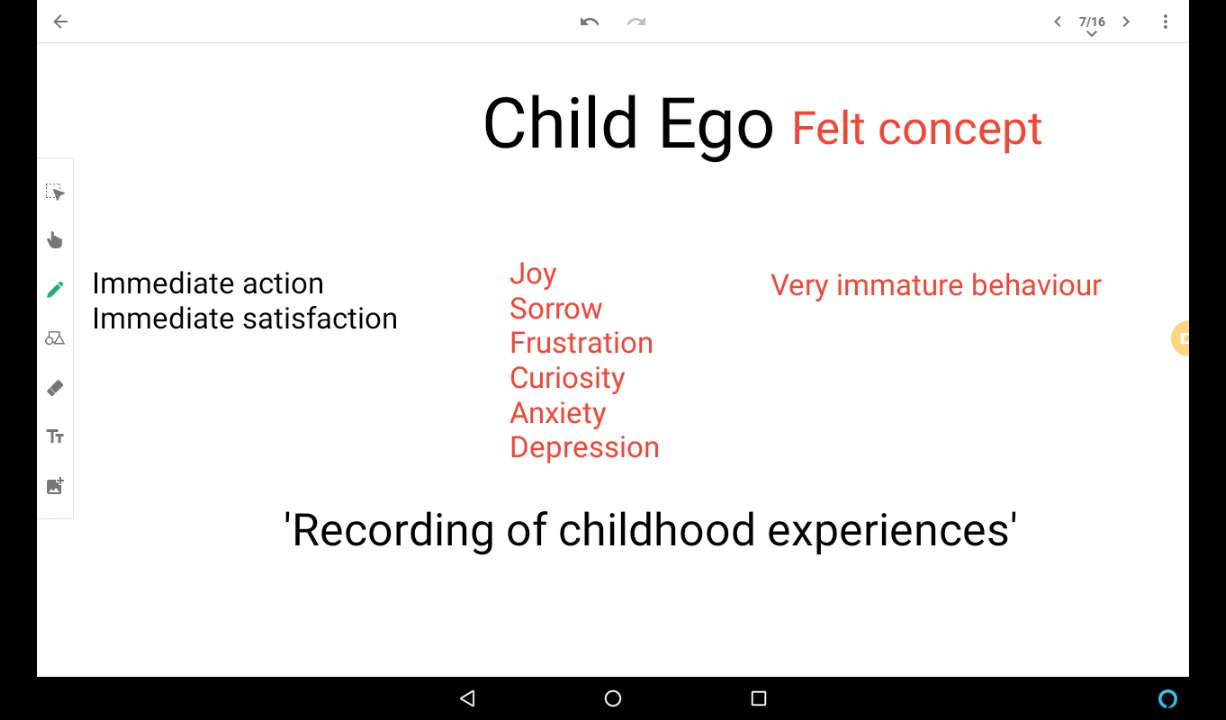 7/16
Child Ego Felt concept
Immediate action
Immediate satisfaction
Joy
Sorrow
Frustration
Curiosity
Anxiety
Depression
Very immature behaviour
'Recording of childhood experiences'
TT